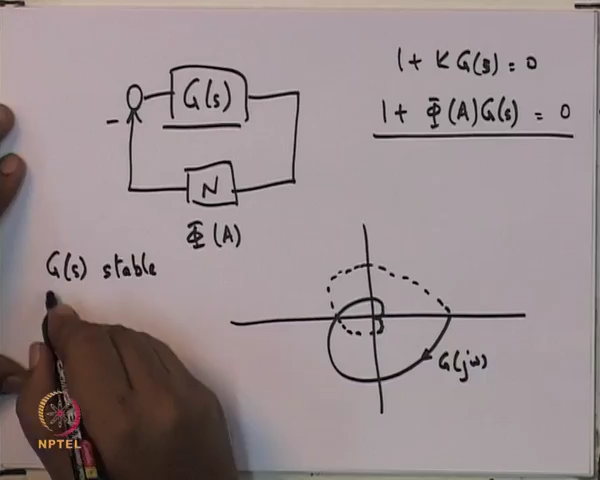 1 + K G(s) = 0
G(s)
1 + Φ(A)G(s) = 0
-
N
Φ(A)
G(s) stable
G(jω)
NPTEL